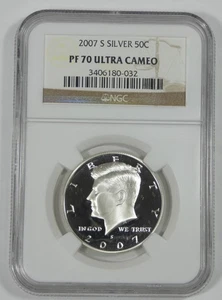 2007 S SILVER 50C
PF 70 ULTRA CAMEO
3406180-032
NGC
LIBERTY
IN GOD WE TRUST
S
2007